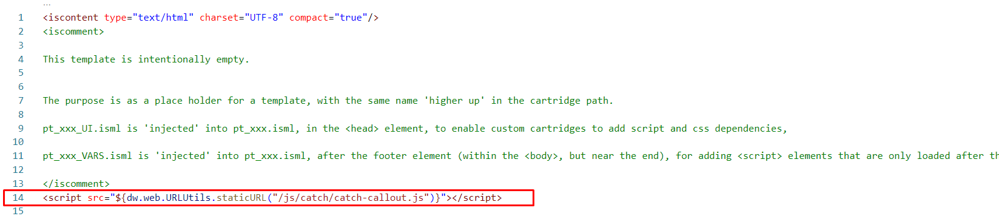 ...
1 <iscontent type="text/html" charset="UTF-8" compact="true"/>
2 <iscomment>
3
4 This template is intentionally empty.
5
6
7 The purpose is as a place holder for a template, with the same name 'higher up' in the cartridge path.
8
9 pt_xxx_UI.isml is 'injected' into pt_xxx.isml, in the <head> element, to enable custom cartridges to add script and css dependencies,
10
11 pt_xxx_VARS.isml is 'injected' into pt_xxx.isml, after the footer element (within the <body>, but near the end), for adding <script> elements that are only loaded after th
12
13 </iscomment>
14 <script src="${dw.web.URLUtils.staticURL("/js/catch/catch-callout.js")}"></script>
15